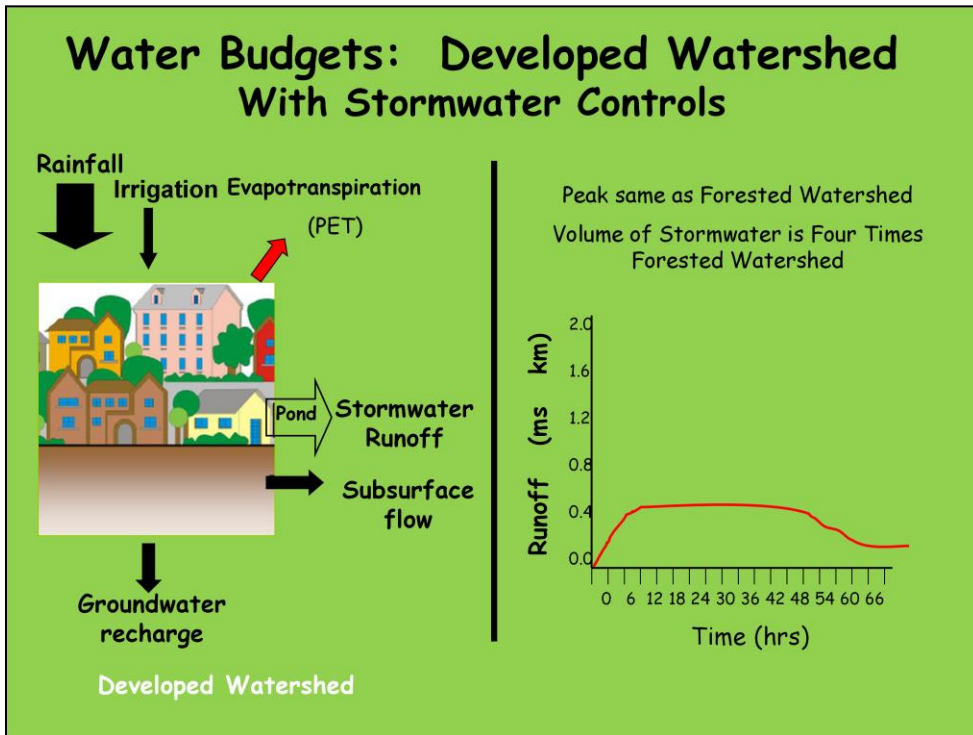 Water Budgets: Developed Watershed
With Stormwater Controls
Rainfall
Irrigation
Evapotranspiration
(PET)
Pond
Stormwater
Runoff
Subsurface
flow
Groundwater
recharge
Developed Watershed
Peak same as Forested Watershed
Volume of Stormwater is Four Times
Forested Watershed
Runoff (ms km)
2.0
1.6
1.2
0.8
0.4
0.0
0 6 12 18 24 30 36 42 48 54 60 66
Time (hrs)